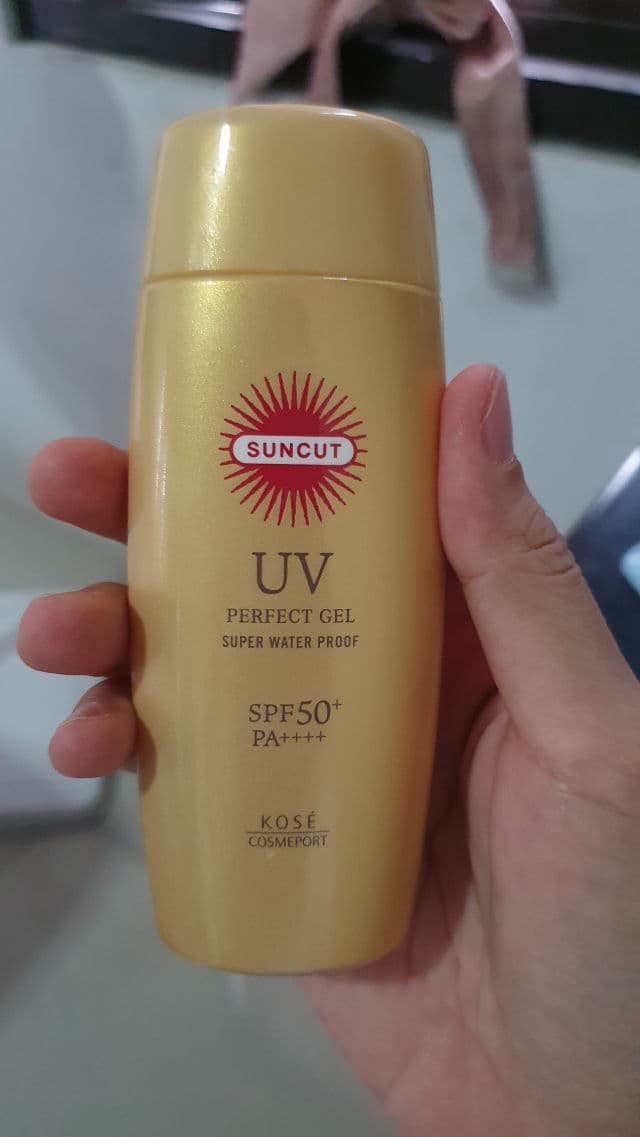 SUNCUT
UV
PERFECT GEL
SUPER WATER PROOF
SPF50+
PA++++
KOSÉ
COSMEPORT